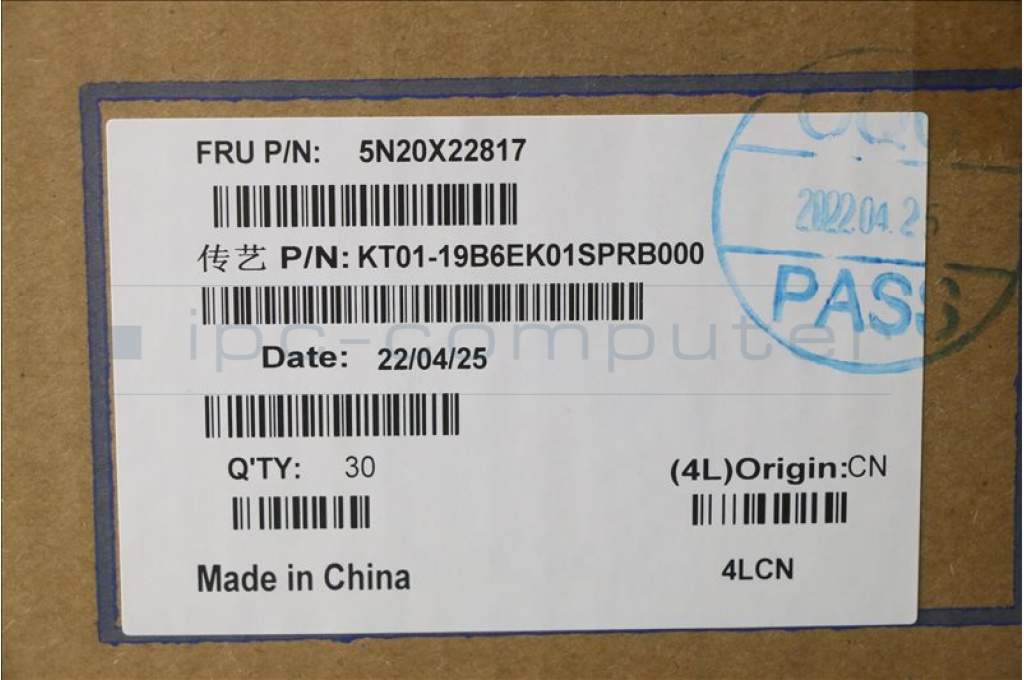 FRU P/N: 5N20X22817
传艺 P/N: KT01-19B6EK01SPRB000
Date: 22/04/25
Q'TY: 30
(4L)Origin:CN
Made in China
4LCN
2022.04.25
PASS
ipc-computer